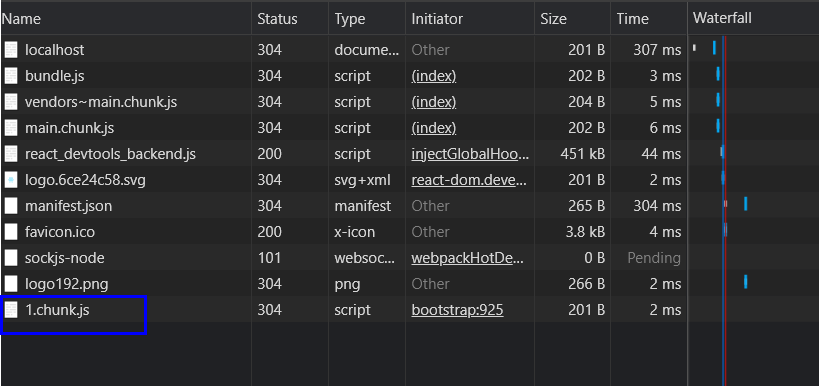 Name Status Type Initiator Size Time Waterfall
localhost 304 docume... Other 201 B 307 ms
bundle.js 304 script (index) 202 B 3 ms
vendors~main.chunk.js 304 script (index) 204 B 5 ms
main.chunk.js 304 script (index) 202 B 6 ms
react_devtools_backend.js 200 script injectGlobalHoo... 451 kB 44 ms
logo.6ce24c58.svg 304 svg+xml react-dom.deve... 201 B 2 ms
manifest.json 304 manifest Other 265 B 304 ms
favicon.ico 200 x-icon Other 3.8 kB 4 ms
sockjs-node 101 websoc... webpackHotDe... 0 B Pending
logo192.png 304 png Other 266 B 2 ms
1.chunk.js 304 script bootstrap:925 201 B 2 ms